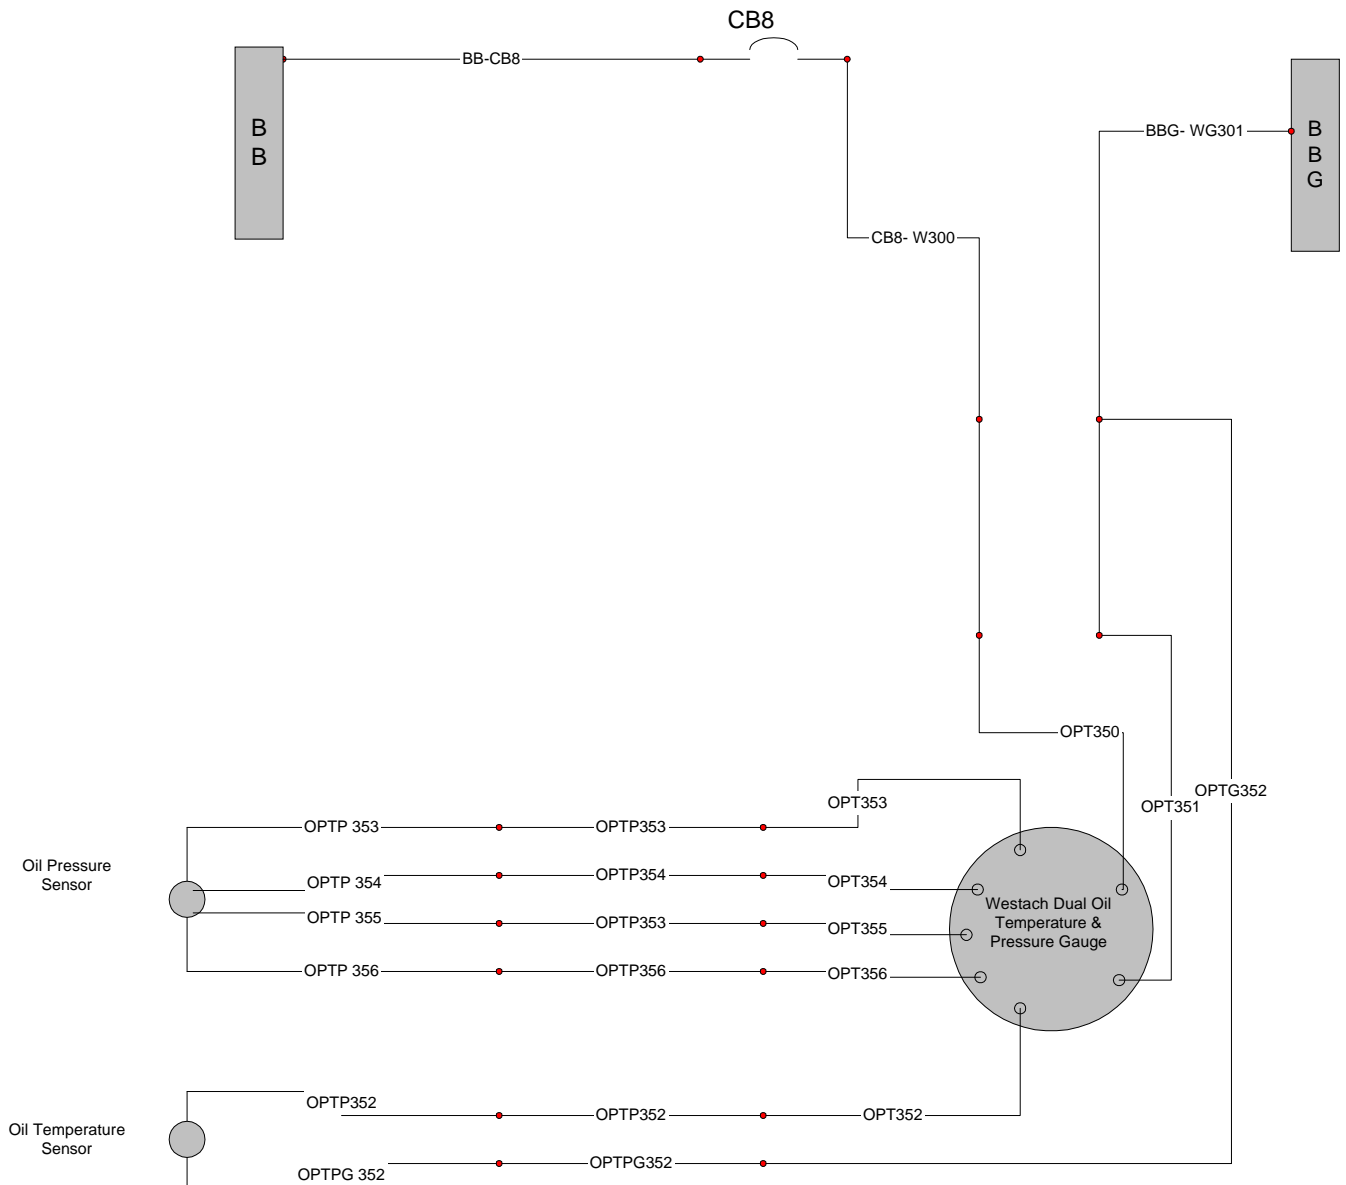 CB8
BB-CB8
B
B
BBG- WG301
B
B
G
CB8- W300
OPT350
OPTG352
OPT351
OPT353
OPTP 353
OPTP353
Oil Pressure
Sensor
OPTP 354
OPTP354
OPT354
OPTP 355
OPTP353
OPT355
OPTP 356
OPTP356
OPT356
Westach Dual Oil
Temperature &
Pressure Gauge
OPTP352
OPTP352
OPT352
Oil Temperature
Sensor
OPTPG 352
OPTPG352